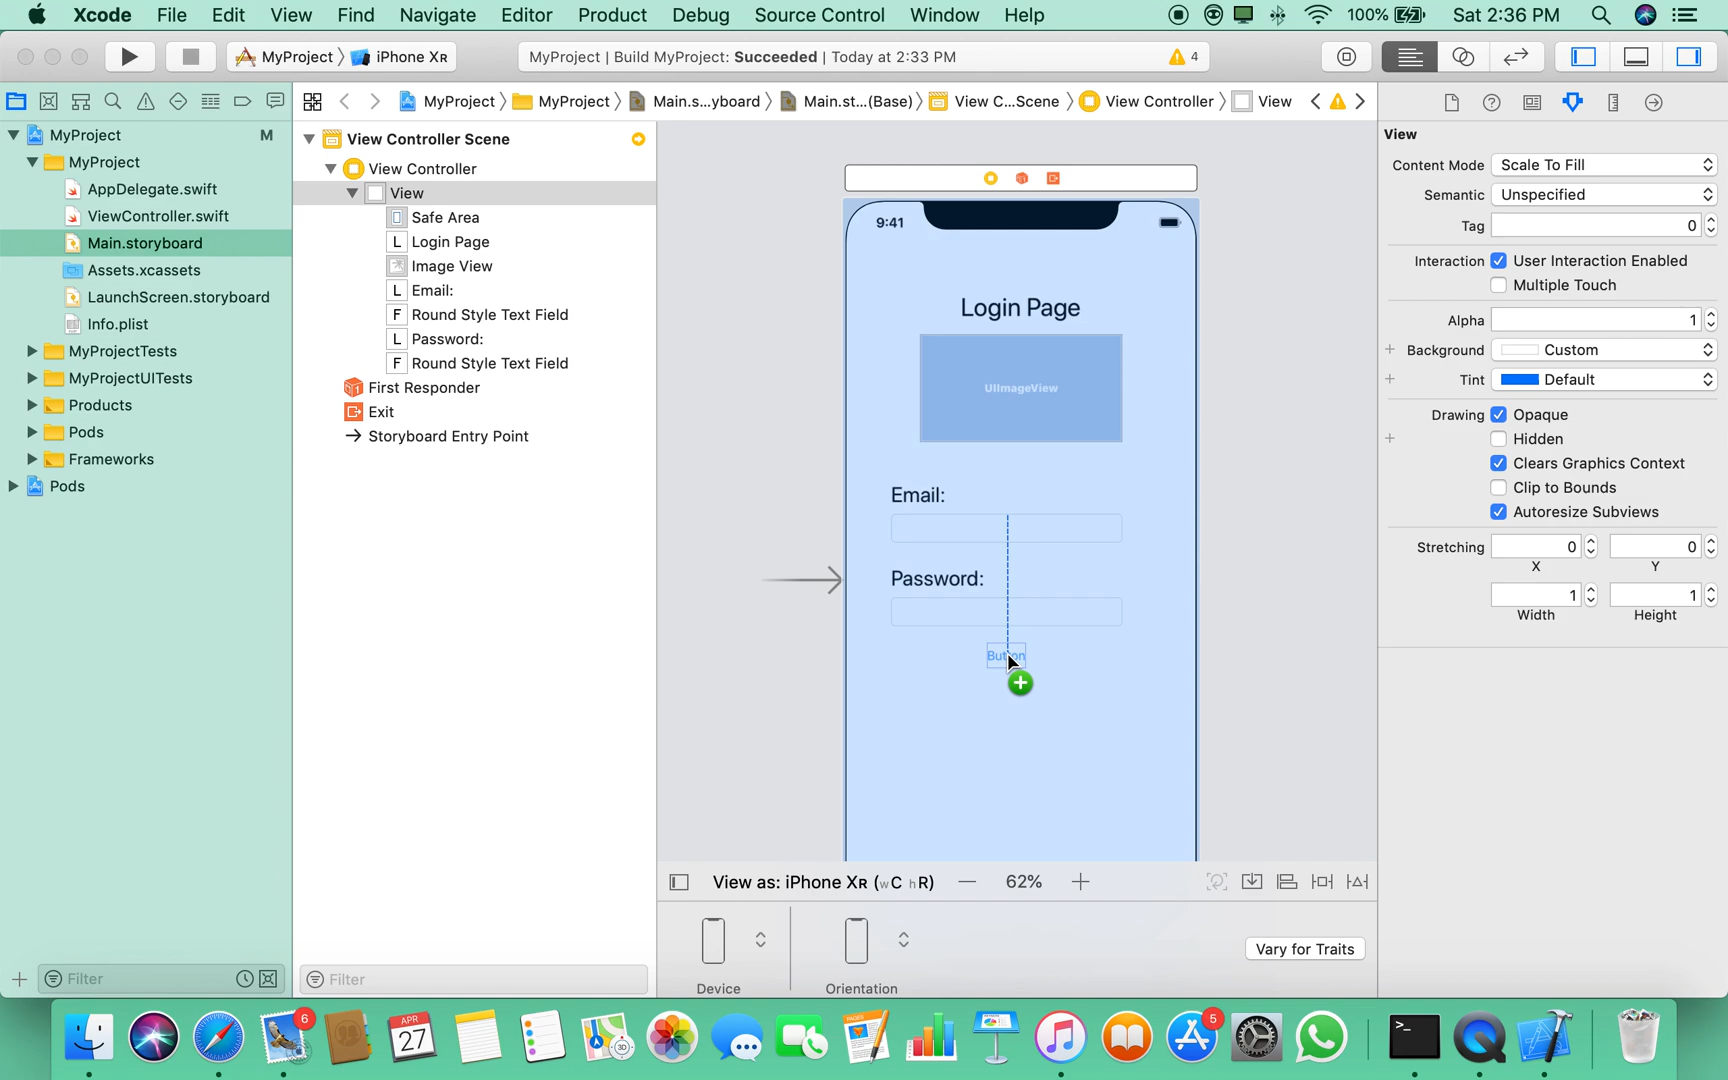 Xcode File Edit View Find Navigate Editor Product Debug Source Control Window Help 100% Sat 2:36 PM
MyProject iPhone XR MyProject | Build MyProject: Succeeded | Today at 2:33 PM 4
MyProject MyProject Main.s...yboard Main.st...(Base) View C...Scene View Controller View
MyProject M
MyProject
AppDelegate.swift
ViewController.swift
Main.storyboard
Assets.xcassets
LaunchScreen.storyboard
Info.plist
MyProjectTests
MyProjectUITests
Products
Pods
Frameworks
Pods
Filter
View Controller Scene
View Controller
View
Safe Area
L Login Page
Image View
L Email:
F Round Style Text Field
L Password:
F Round Style Text Field
First Responder
Exit
Storyboard Entry Point
Filter
9:41
Login Page
UIImageView
Email:
Password:
Button
View as: iPhone XR (wC hR) 62%
Device
Orientation
Vary for Traits
View
Content Mode Scale To Fill
Semantic Unspecified
Tag 0
Interaction User Interaction Enabled
Multiple Touch
Alpha 1
Background Custom
Tint Default
Drawing Opaque
Hidden
Clears Graphics Context
Clip to Bounds
Autoresize Subviews
Stretching 0 0
X Y
1 1
Width Height
6
APR
27
3D
5
>_